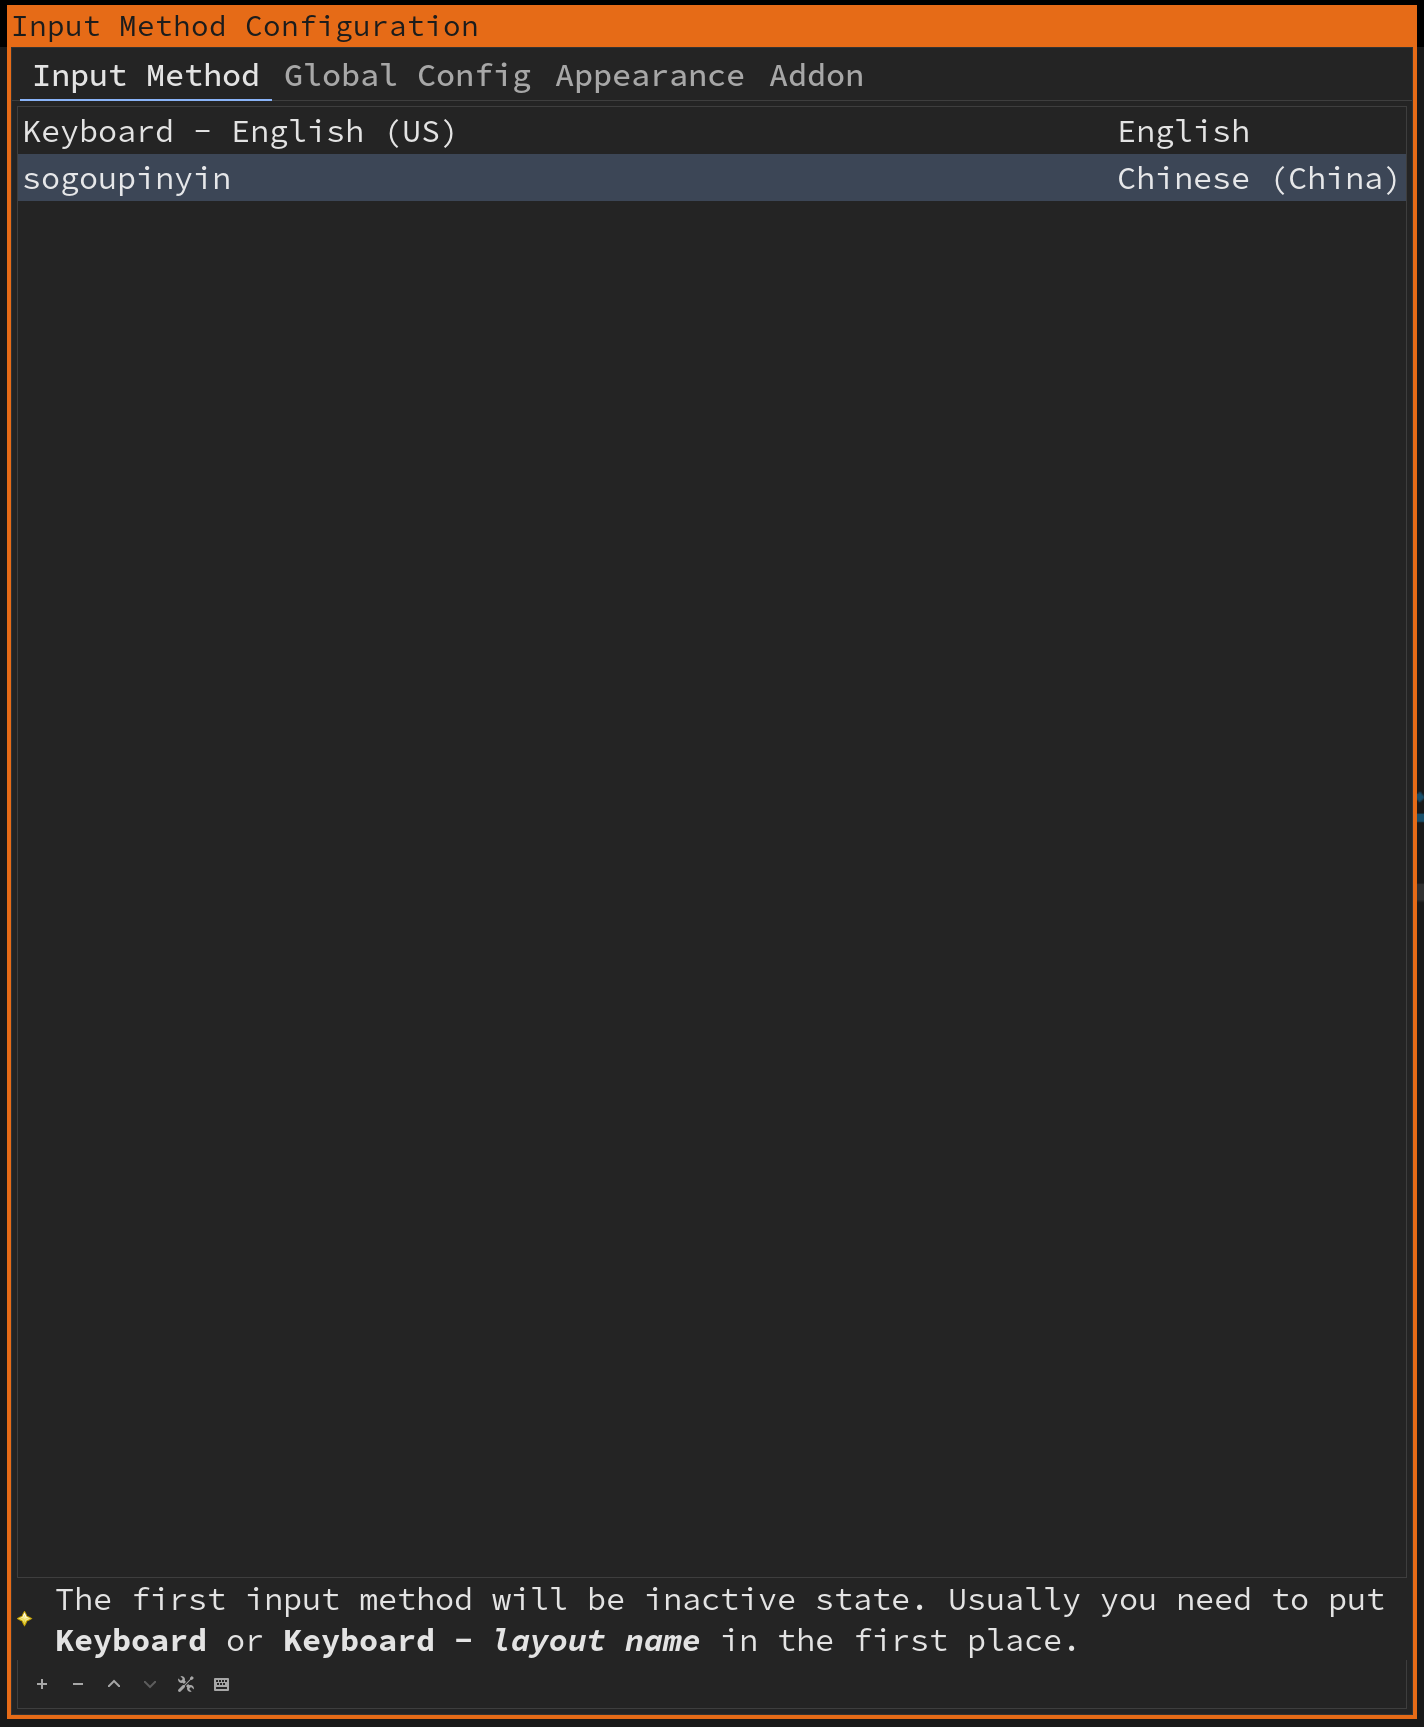 Input Method Configuration
Input Method Global Config Appearance Addon
Keyboard - English (US) English
sogoupinyin Chinese (China)
The first input method will be inactive state. Usually you need to put
Keyboard or Keyboard - layout name in the first place.